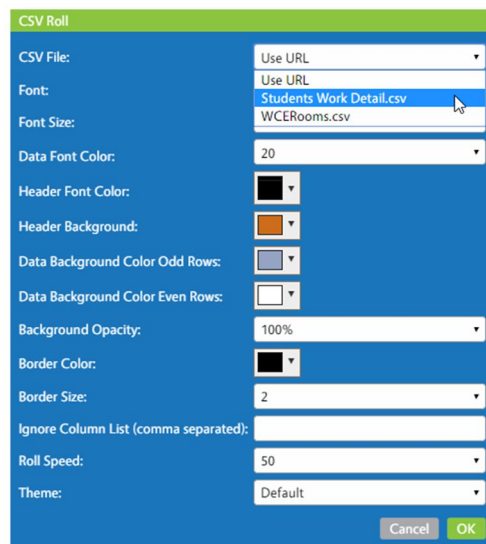 CSV Roll
CSV File: Use URL
Use URL
Font: Students Work Detail.csv
WCERooms.csv
Font Size:
Data Font Color: 20
Header Font Color:
Header Background:
Data Background Color Odd Rows:
Data Background Color Even Rows:
Background Opacity: 100%
Border Color:
Border Size: 2
Ignore Column List (comma separated):
Roll Speed: 50
Theme: Default
Cancel OK